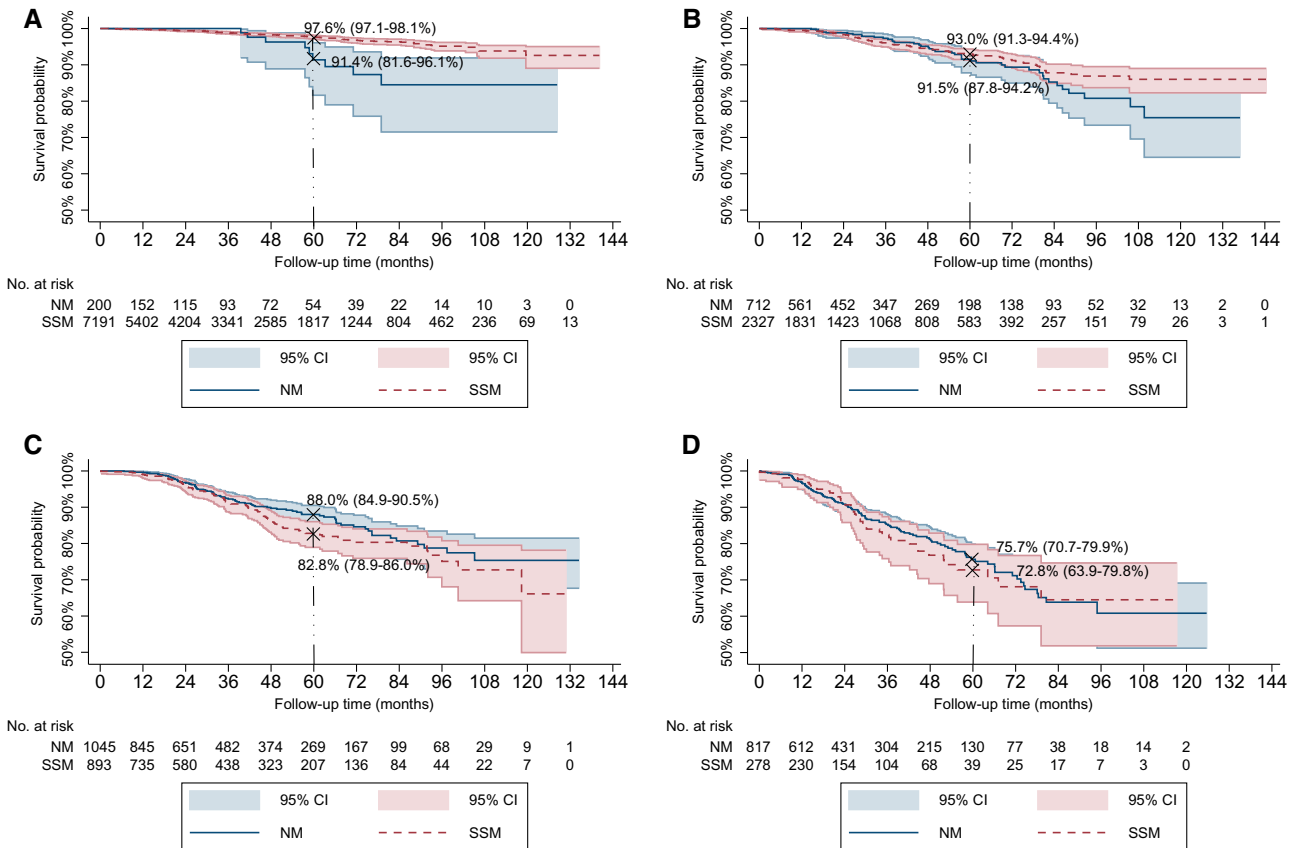 A
100%
90%
80%
70%
60%
50%
Survival probability
97.6% (97.1-98.1%)
91.4% (81.6-96.1%)
0 12 24 36 48 60 72 84 96 108 120 132 144
Follow-up time (months)
No. at risk
NM 200 152 115 93 72 54 39 22 14 10 3 0
SSM 7191 5402 4204 3341 2585 1817 1244 804 462 236 69 13
95% CI 95% CI
NM SSM
B
100%
90%
80%
70%
60%
50%
Survival probability
93.0% (91.3-94.4%)
91.5% (87.8-94.2%)
0 12 24 36 48 60 72 84 96 108 120 132 144
Follow-up time (months)
No. at risk
NM 712 561 452 347 269 198 138 93 52 32 13 2 0
SSM 2327 1831 1423 1068 808 583 392 257 151 79 26 3 1
95% CI 95% CI
NM SSM
C
100%
90%
80%
70%
60%
50%
Survival probability
88.0% (84.9-90.5%)
82.8% (78.9-86.0%)
0 12 24 36 48 60 72 84 96 108 120 132 144
Follow-up time (months)
No. at risk
NM 1045 845 651 482 374 269 167 99 68 29 9 1
SSM 893 735 580 438 323 207 136 84 44 22 7 0
95% CI 95% CI
NM SSM
D
100%
90%
80%
70%
60%
50%
Survival probability
75.7% (70.7-79.9%)
72.8% (63.9-79.8%)
0 12 24 36 48 60 72 84 96 108 120 132 144
Follow-up time (months)
No. at risk
NM 817 612 431 304 215 130 77 38 18 14 2
SSM 278 230 154 104 68 39 25 17 7 3 0
95% CI 95% CI
NM SSM